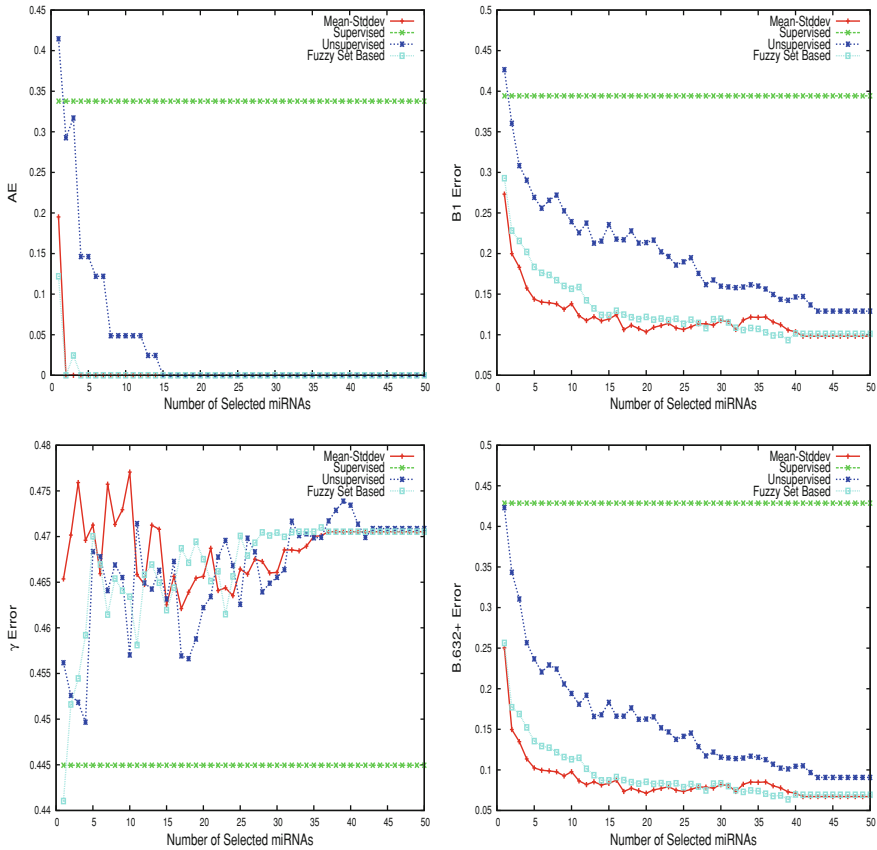 Mean-Stddev
Supervised
Unsupervised
Fuzzy Set Based
0.45
0.4
0.35
0.3
0.25
0.2
0.15
0.1
0.05
0
AE
0 5 10 15 20 25 30 35 40 45 50
Number of Selected miRNAs
Mean-Stddev
Supervised
Unsupervised
Fuzzy Set Based
0.5
0.45
0.4
0.35
0.3
0.25
0.2
0.15
0.1
0.05
B1 Error
0 5 10 15 20 25 30 35 40 45 50
Number of Selected miRNAs
Mean-Stddev
Supervised
Unsupervised
Fuzzy Set Based
0.48
0.475
0.47
0.465
0.46
0.455
0.45
0.445
0.44
γ Error
0 5 10 15 20 25 30 35 40 45 50
Number of Selected miRNAs
Mean-Stddev
Supervised
Unsupervised
Fuzzy Set Based
0.5
0.45
0.4
0.35
0.3
0.25
0.2
0.15
0.1
0.05
B.632+ Error
0 5 10 15 20 25 30 35 40 45 50
Number of Selected miRNAs